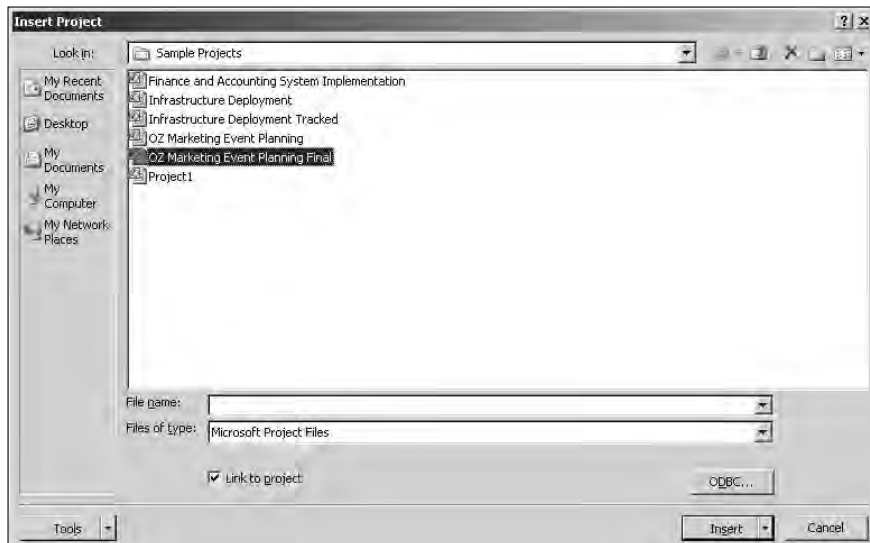 Insert Project
Look in:
Sample Projects
My Recent
Documents
Desktop
My
Documents
My
Computer
My Network
Places
Finance and Accounting System Implementation
Infrastructure Deployment
Infrastructure Deployment Tracked
OZ Marketing Event Planning
OZ Marketing Event Planning Final
Project1
File name:
Files of type:
Microsoft Project Files
Link to project
ODBC...
Tools
Insert
Cancel